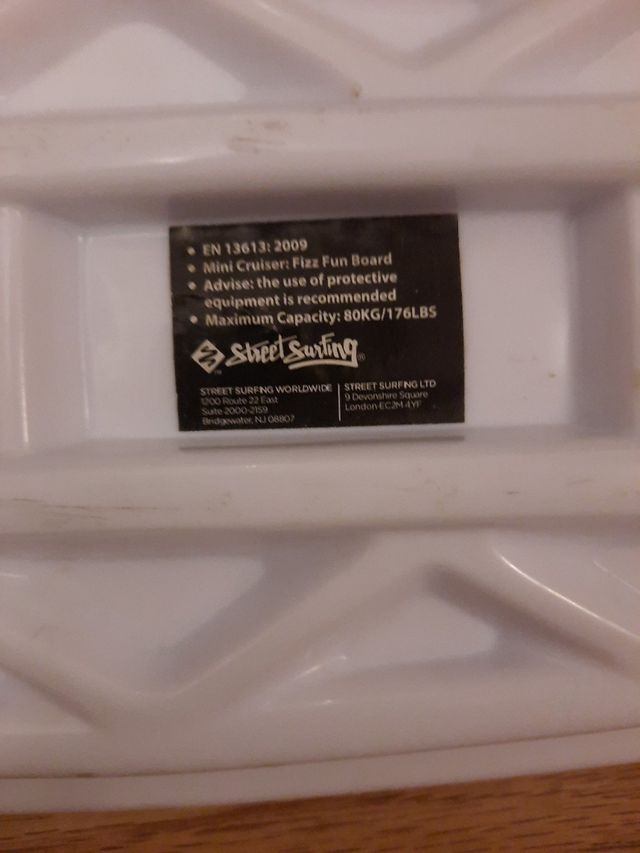 • EN 13613: 2009
• Mini Cruiser: Fizz Fun Board
• Advise: the use of protective
equipment is recommended
• Maximum Capacity: 80KG/176LBS
Street Surfing®
STREET SURFING WORLDWIDE
1200 Route 22 East
Suite 2000-2159
Bridgewater, NJ 08807
STREET SURFING LTD
9 Devonshire Square
London EC2M 4YF